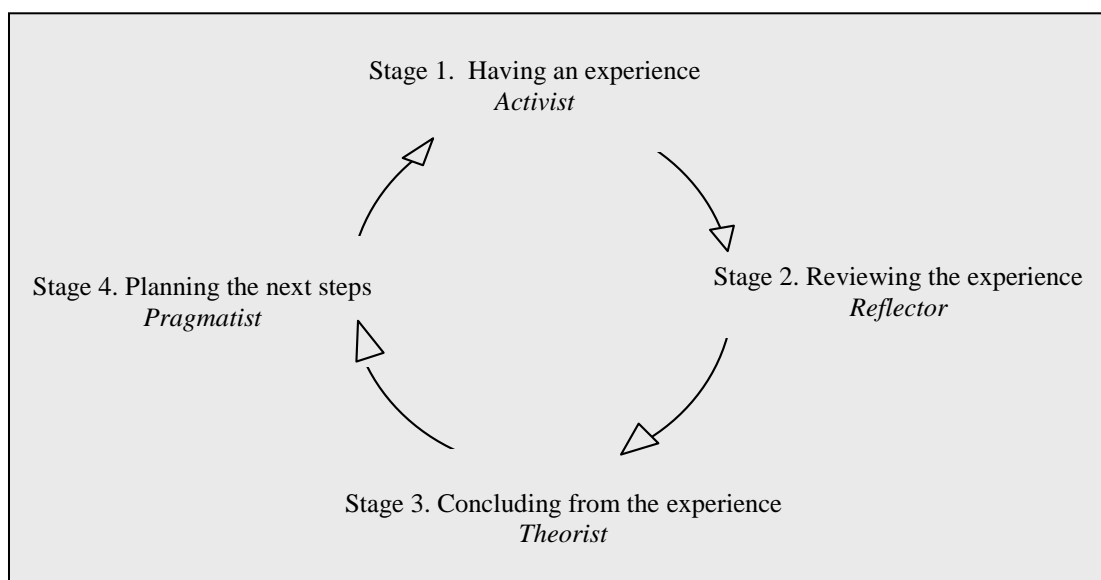 Stage 1. Having an experience
Activist
Stage 2. Reviewing the experience
Reflector
Stage 3. Concluding from the experience
Theorist
Stage 4. Planning the next steps
Pragmatist